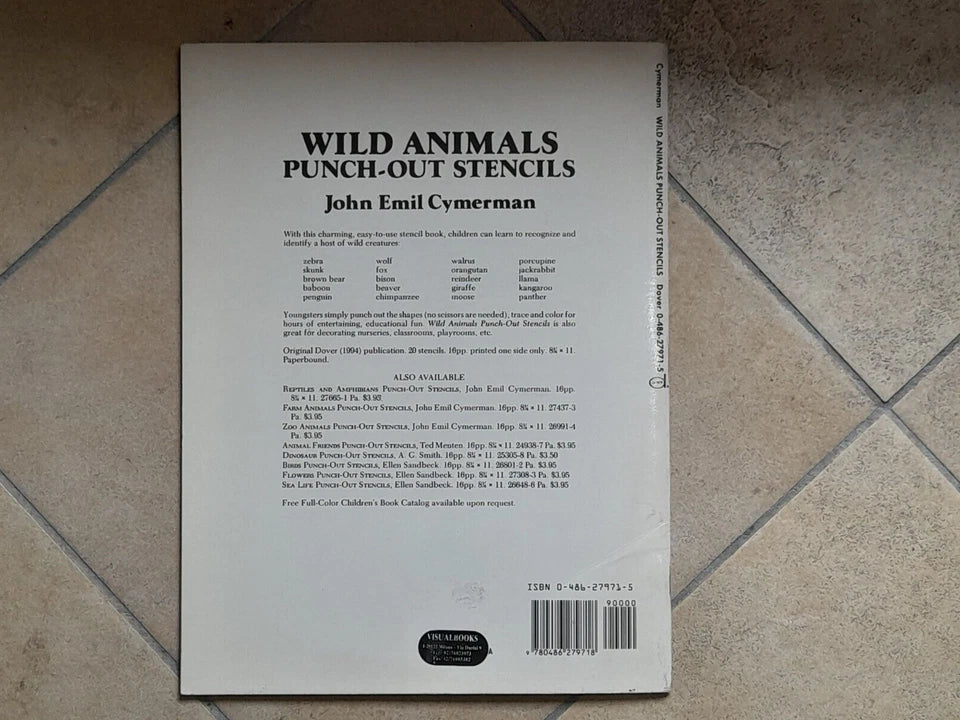 WILD ANIMALS
PUNCH-OUT STENCILS
John Emil Cymerman
With this charming, easy-to-use stencil book, children can learn to recognize and
identify a host of wild creatures:
zebra wolf walrus porcupine
skunk fox orangutan jackrabbit
brown bear bison reindeer llama
baboon beaver giraffe kangaroo
penguin chimpanzee moose panther
Youngsters simply punch out the shapes (no scissors are needed), trace and color for
hours of entertaining, educational fun. Wild Animals Punch-Out Stencils is also
great for decorating nurseries, classrooms, playrooms, etc.
Original Dover (1994) publication. 20 stencils. 16pp. printed one side only. 8¼ × 11.
Paperbound.
ALSO AVAILABLE
REPTILES AND AMPHIBIANS PUNCH-OUT STENCILS, John Emil Cymerman. 16pp.
8¼ × 11. 27665-1 Pa. $3.95
FARM ANIMALS PUNCH-OUT STENCILS, John Emil Cymerman. 16pp. 8¼ × 11. 27437-3
Pa. $3.95
ZOO ANIMALS PUNCH-OUT STENCILS, John Emil Cymerman. 16pp. 8¼ × 11. 26991-4
Pa. $3.95
ANIMAL FRIENDS PUNCH-OUT STENCILS, Ted Menten. 16pp. 8¼ × 11. 24938-7 Pa. $3.95
DINOSAUR PUNCH-OUT STENCILS, A. G. Smith. 16pp. 8¼ × 11. 25305-8 Pa. $3.50
BIRDS PUNCH-OUT STENCILS, Ellen Sandbeck. 16pp. 8¼ × 11. 26801-2 Pa. $3.95
FLOWERS PUNCH-OUT STENCILS, Ellen Sandbeck. 16pp. 8¼ × 11. 27308-3 Pa. $3.95
SEA LIFE PUNCH-OUT STENCILS, Ellen Sandbeck. 16pp. 8¼ × 11. 26648-6 Pa. $3.95
Free Full-Color Children's Book Catalog available upon request.
ISBN 0-486-27971-5
90000
9 780486 279718
VISUALBOOKS
Milano - Via
A
Cymerman WILD ANIMALS PUNCH-OUT STENCILS Dover 0-486-27971-5